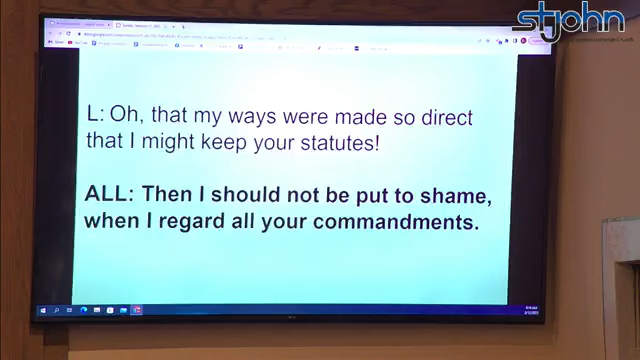 stjohn
L: Oh, that my ways were made so direct
that I might keep your statutes!
ALL: Then I should not be put to shame,
when I regard all your commandments.